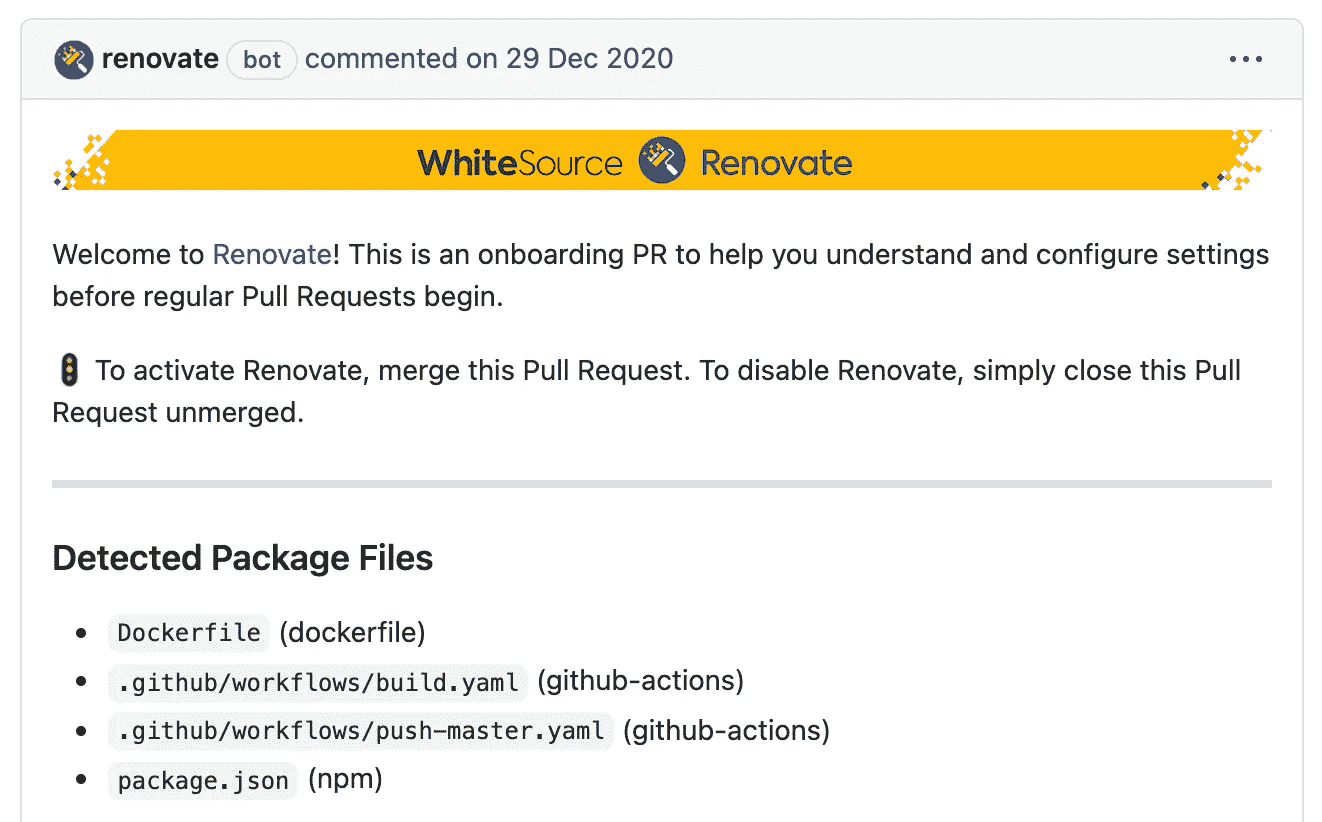 renovate bot commented on 29 Dec 2020
WhiteSource Renovate
Welcome to Renovate! This is an onboarding PR to help you understand and configure settings
before regular Pull Requests begin.
To activate Renovate, merge this Pull Request. To disable Renovate, simply close this Pull
Request unmerged.
Detected Package Files
Dockerfile (dockerfile)
.github/workflows/build.yaml (github-actions)
.github/workflows/push-master.yaml (github-actions)
package.json (npm)